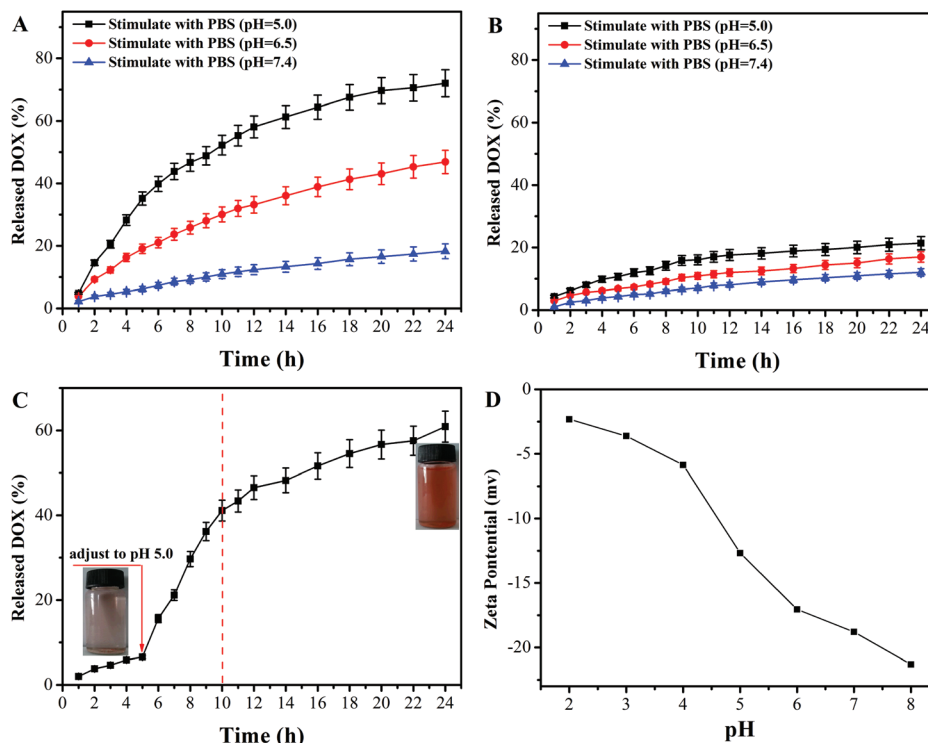 A
Stimulate with PBS (pH=5.0)
Stimulate with PBS (pH=6.5)
Stimulate with PBS (pH=7.4)
Released DOX (%)
80
60
40
20
0
0 2 4 6 8 10 12 14 16 18 20 22 24
Time (h)
B
Stimulate with PBS (pH=5.0)
Stimulate with PBS (pH=6.5)
Stimulate with PBS (pH=7.4)
Released DOX (%)
80
60
40
20
0
0 2 4 6 8 10 12 14 16 18 20 22 24
Time (h)
C
Released DOX (%)
60
40
20
0
adjust to pH 5.0
0 2 4 6 8 10 12 14 16 18 20 22 24
Time (h)
D
Zeta Pontential (mv)
0
-5
-10
-15
-20
2 3 4 5 6 7 8
pH